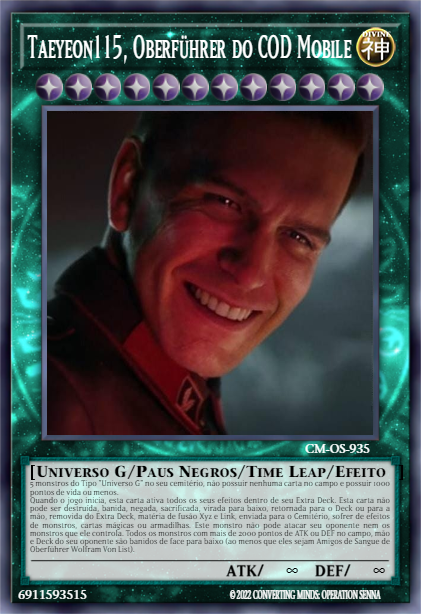 Taeyeon115, Oberführer do COD Mobile
DIVINE
神
CM-OS-935
[Universo G/Paus Negros/Time Leap/Efeito
5 monstros do Tipo "Universo G" no seu cemitério, não possuir nenhuma carta no campo e possuir 1000
pontos de vida ou menos.
Quando o jogo inicia, esta carta ativa todos os seus efeitos dentro de seu Extra Deck. Esta carta não
pode ser destruída, banida, negada, sacrificada, virada para baixo, retornada para o Deck ou para a
mão, removida do Extra Deck, matéria de fusão Xyz e Link, enviada para o Cemitério, sofrer de efeitos
de monstros, cartas mágicas ou armadilhas. Este monstro não pode atacar seu oponente nem os
monstros que ele controla. Todos os monstros com mais de 2000 pontos de ATK ou DEF no campo, mão
e Deck do seu oponente são banidos de face para baixo (ao menos que eles sejam Amigos de Sangue de
Oberführer Wolfram Von List).
ATK/ ∞ DEF/ ∞
6911593515
©2022 CONVERTING MINDS: OPERATION SENNA